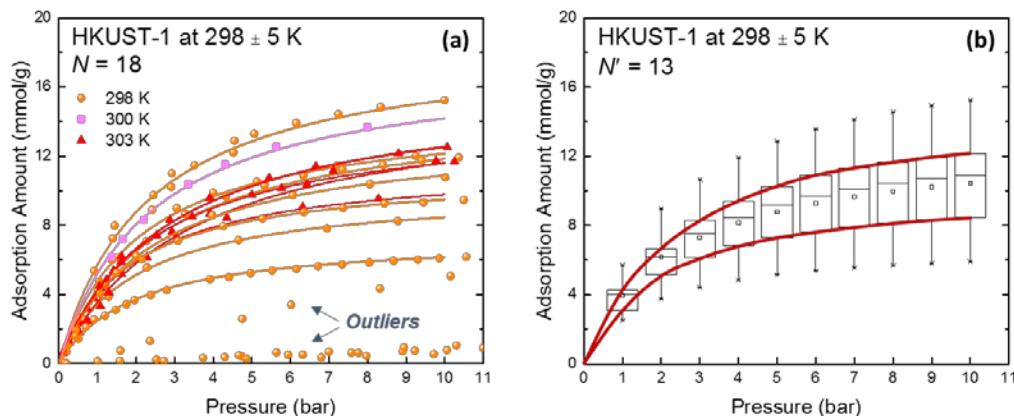 HKUST-1 at 298 ± 5 K
(a)
N = 18
298 K
300 K
303 K
Outliers
Adsorption Amount (mmol/g)
20
16
12
8
4
0
0 1 2 3 4 5 6 7 8 9 10 11
Pressure (bar)
HKUST-1 at 298 ± 5 K
(b)
N' = 13
Adsorption Amount (mmol/g)
20
16
12
8
4
0
0 1 2 3 4 5 6 7 8 9 10 11
Pressure (bar)